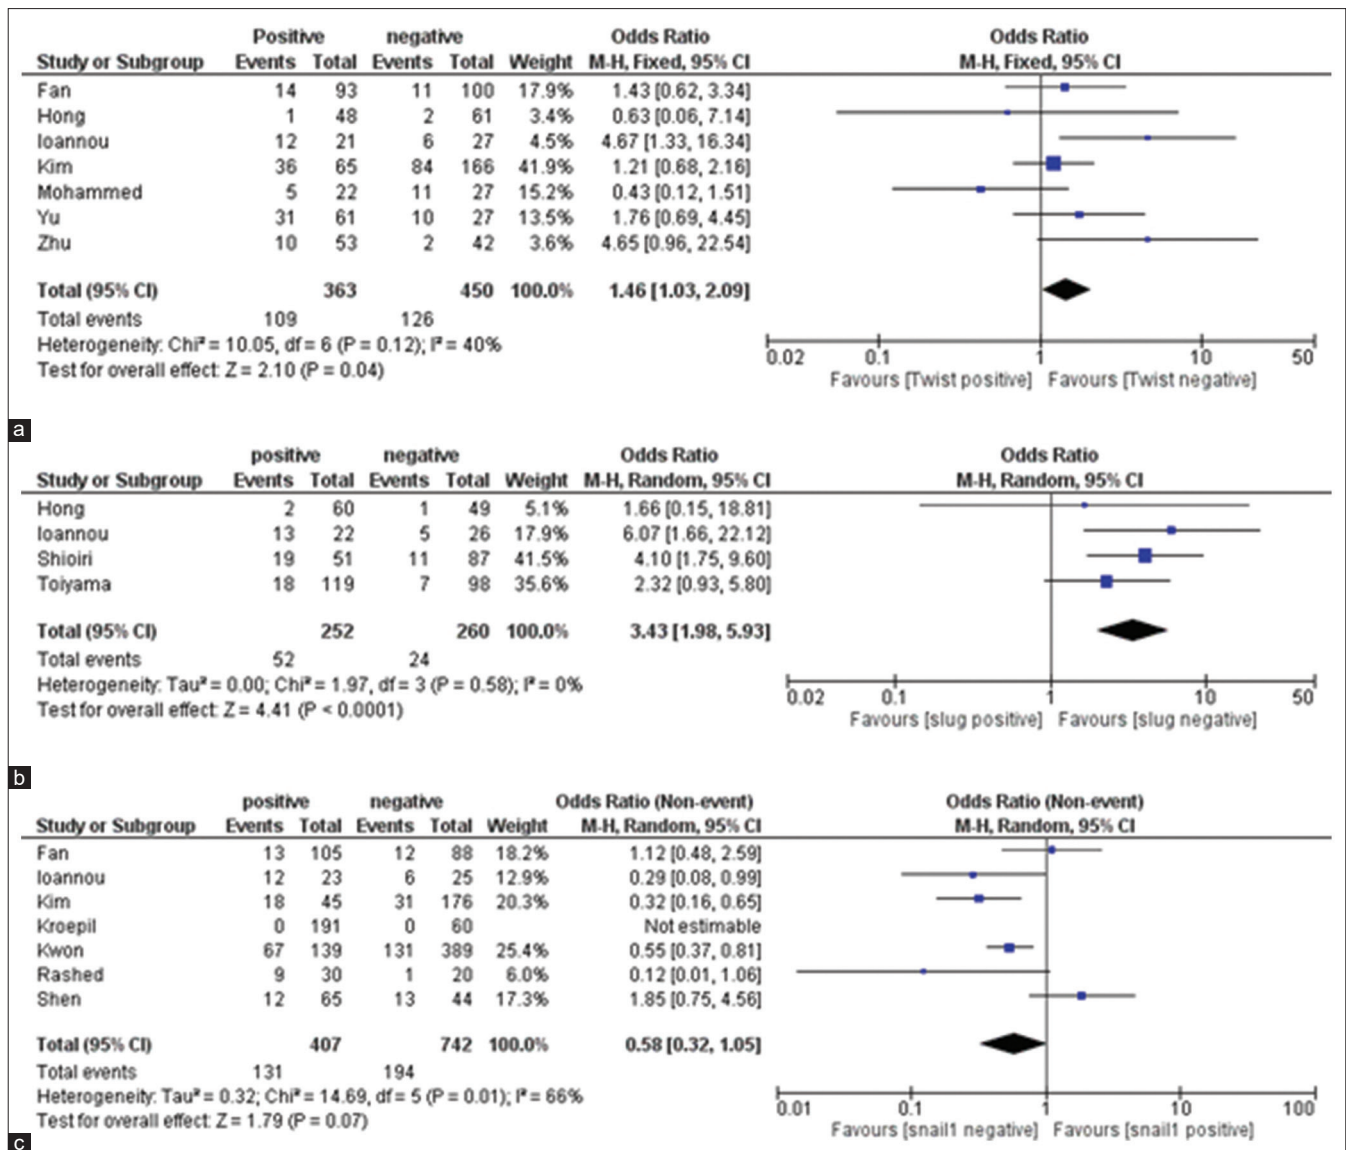 Positive negative Odds Ratio Odds Ratio
Study or Subgroup Events Total Events Total Weight M-H, Fixed, 95% CI M-H, Fixed, 95% CI
Fan 14 93 11 100 17.9% 1.43 [0.62, 3.34]
Hong 1 48 2 61 3.4% 0.63 [0.06, 7.14]
Ioannou 12 21 6 27 4.5% 4.67 [1.33, 16.34]
Kim 36 65 84 166 41.9% 1.21 [0.68, 2.16]
Mohammed 5 22 11 27 15.2% 0.43 [0.12, 1.51]
Yu 31 61 10 27 13.5% 1.76 [0.69, 4.45]
Zhu 10 53 2 42 3.6% 4.65 [0.96, 22.54]
Total (95% CI) 363 450 100.0% 1.46 [1.03, 2.09]
Total events 109 126
Heterogeneity: Chi² = 10.05, df = 6 (P = 0.12); I² = 40%
Test for overall effect: Z = 2.10 (P = 0.04)
0.02 0.1 1 10 50
Favours [Twist positive] Favours [Twist negative]
a
positive negative Odds Ratio Odds Ratio
Study or Subgroup Events Total Events Total Weight M-H, Random, 95% CI M-H, Random, 95% CI
Hong 2 60 1 49 5.1% 1.66 [0.15, 18.81]
Ioannou 13 22 5 26 17.9% 6.07 [1.66, 22.12]
Shioiri 19 51 11 87 41.5% 4.10 [1.75, 9.60]
Toiyama 18 119 7 98 35.6% 2.32 [0.93, 5.80]
Total (95% CI) 252 260 100.0% 3.43 [1.98, 5.93]
Total events 52 24
Heterogeneity: Tau² = 0.00; Chi² = 1.97, df = 3 (P = 0.58); I² = 0%
Test for overall effect: Z = 4.41 (P < 0.0001)
0.02 0.1 1 10 50
Favours [slug positive] Favours [slug negative]
b
positive negative Odds Ratio (Non-event) Odds Ratio (Non-event)
Study or Subgroup Events Total Events Total Weight M-H, Random, 95% CI M-H, Random, 95% CI
Fan 13 105 12 88 18.2% 1.12 [0.48, 2.59]
Ioannou 12 23 6 25 12.9% 0.29 [0.08, 0.99]
Kim 18 45 31 176 20.3% 0.32 [0.16, 0.65]
Kroepil 0 191 0 60 Not estimable
Kwon 67 139 131 389 25.4% 0.55 [0.37, 0.81]
Rashed 9 30 1 20 6.0% 0.12 [0.01, 1.06]
Shen 12 65 13 44 17.3% 1.85 [0.75, 4.56]
Total (95% CI) 407 742 100.0% 0.58 [0.32, 1.05]
Total events 131 194
Heterogeneity: Tau² = 0.32; Chi² = 14.69, df = 5 (P = 0.01); I² = 66%
Test for overall effect: Z = 1.79 (P = 0.07)
0.01 0.1 1 10 100
Favours [snail1 negative] Favours [snail1 positive]
c